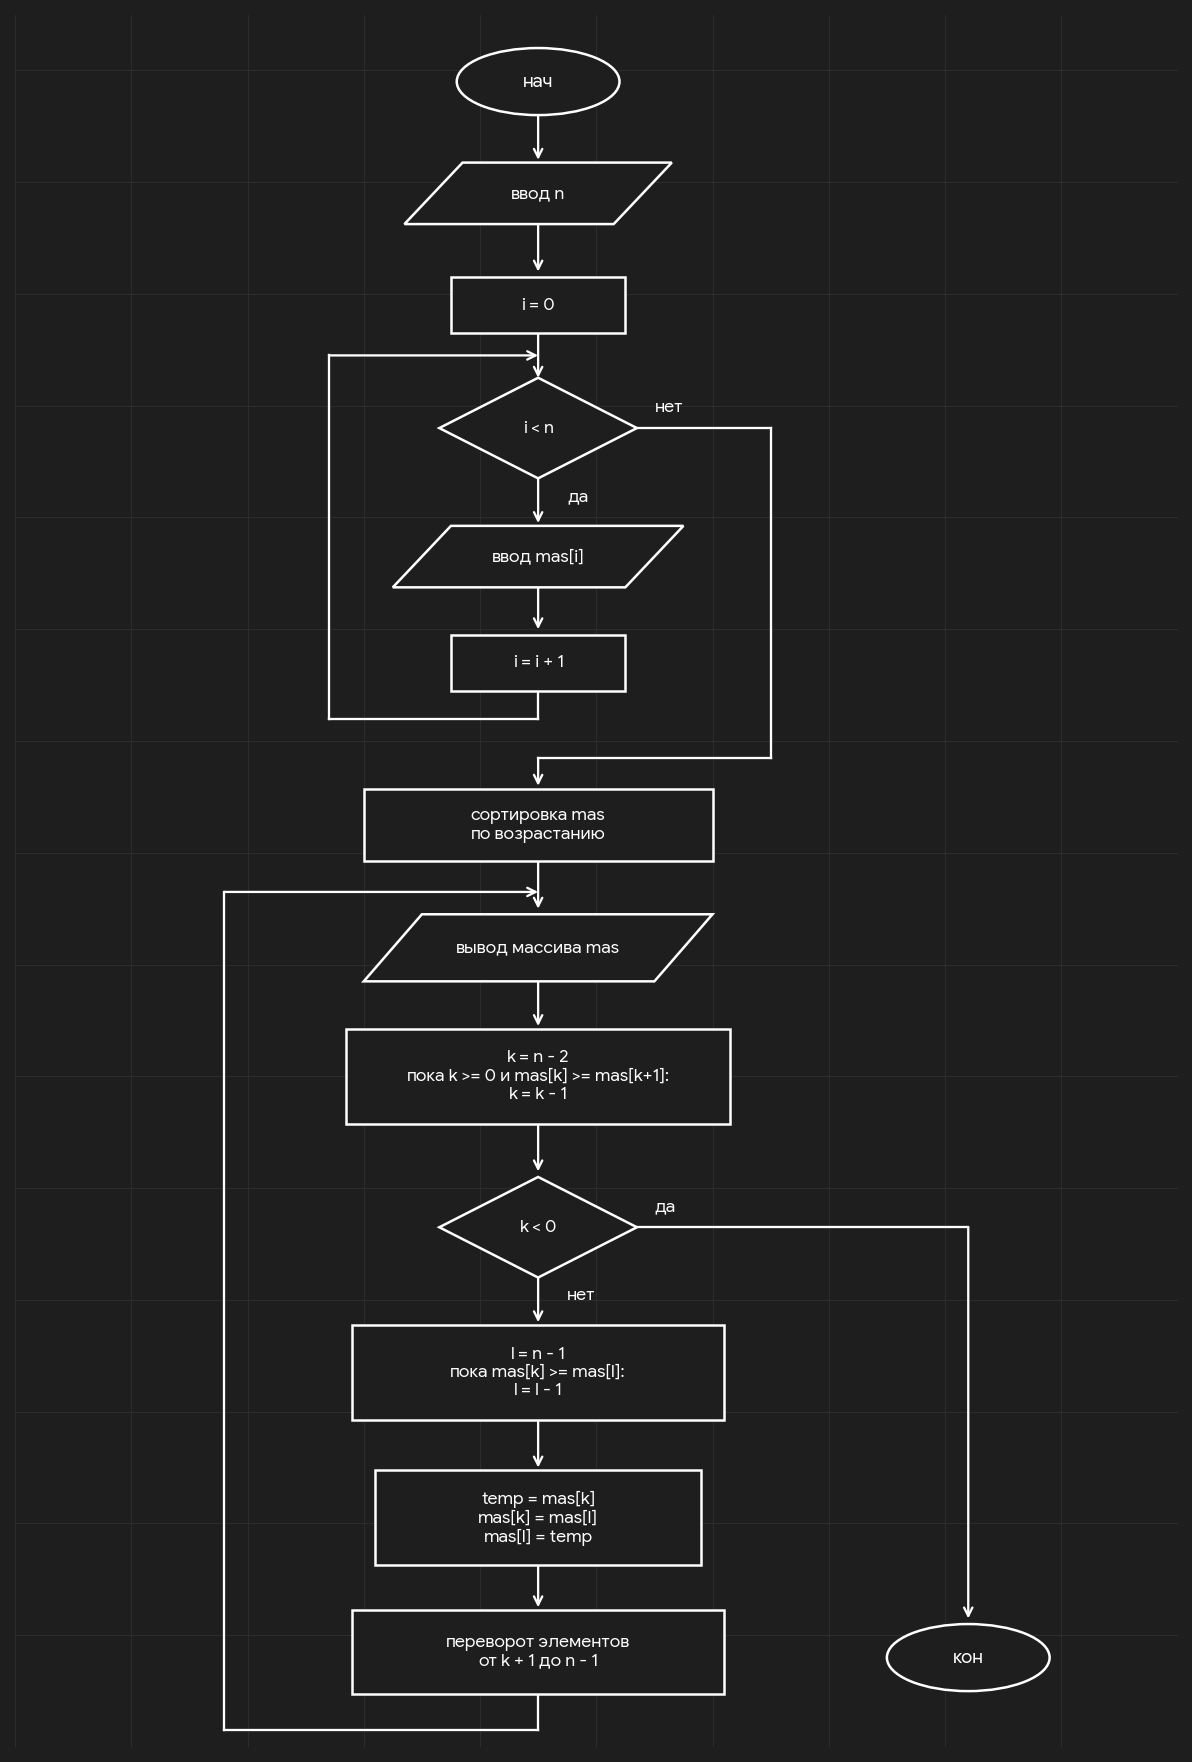 нач
ввод n
i = 0
i < n
нет
да
ввод mas[i]
i = i + 1
сортировка mas
по возрастанию
вывод массива mas
k = n - 2
пока k >= 0 и mas[k] >= mas[k+1]:
k = k - 1
k < 0
да
нет
l = n - 1
пока mas[k] >= mas[l]:
l = l - 1
temp = mas[k]
mas[k] = mas[l]
mas[l] = temp
переворот элементов
от k + 1 до n - 1
кон